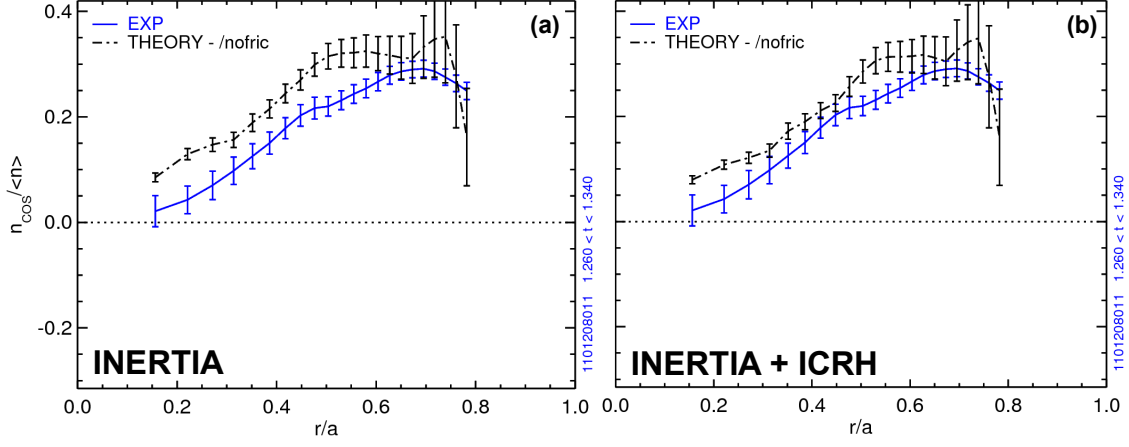 0.4
0.2
0.0
-0.2
n_cos/<n>
EXP
THEORY - /nofric
(a)
INERTIA
0.0 0.2 0.4 0.6 0.8 1.0
r/a
1101208011 1.260 < t < 1.340
EXP
THEORY - /nofric
(b)
INERTIA + ICRH
0.0 0.2 0.4 0.6 0.8 1.0
r/a
1101208011 1.260 < t < 1.340